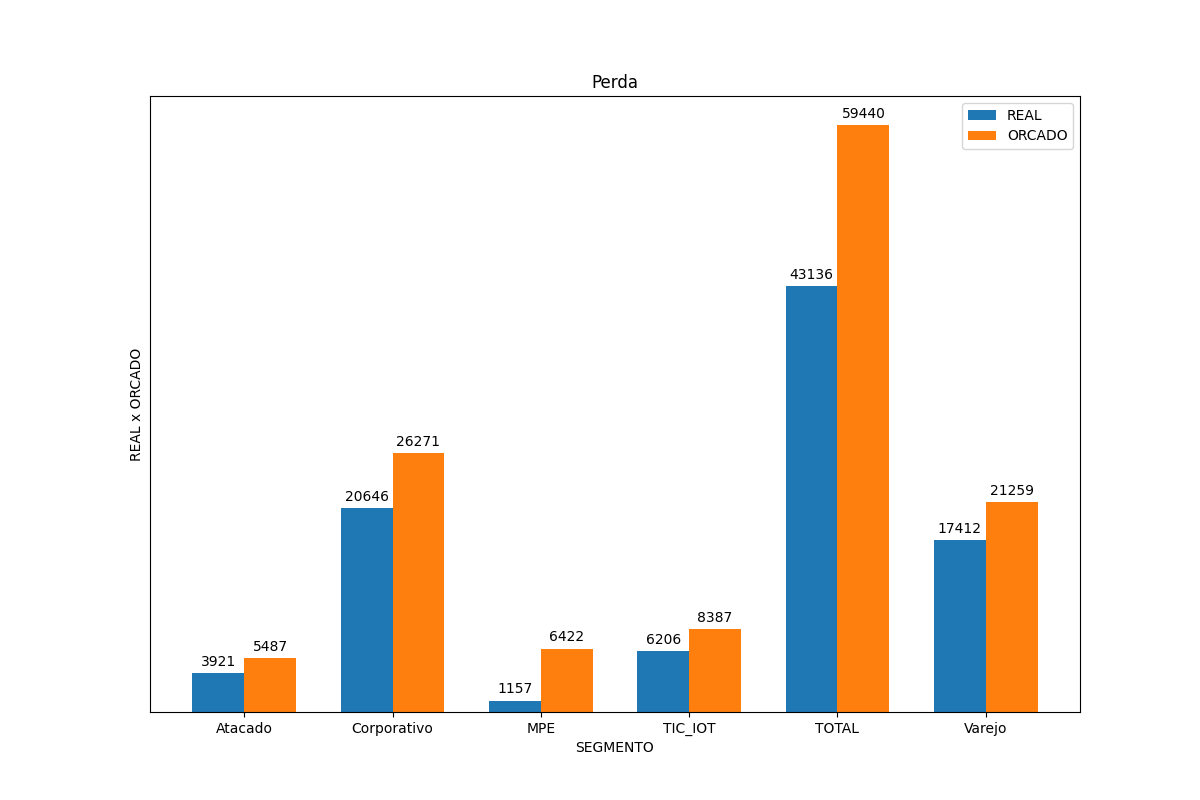 Perda
REAL
ORCADO
59440
43136
26271
20646
21259
17412
6422
1157
8387
6206
5487
3921
REAL x ORCADO
Atacado
Corporativo
MPE
TIC_IOT
TOTAL
Varejo
SEGMENTO